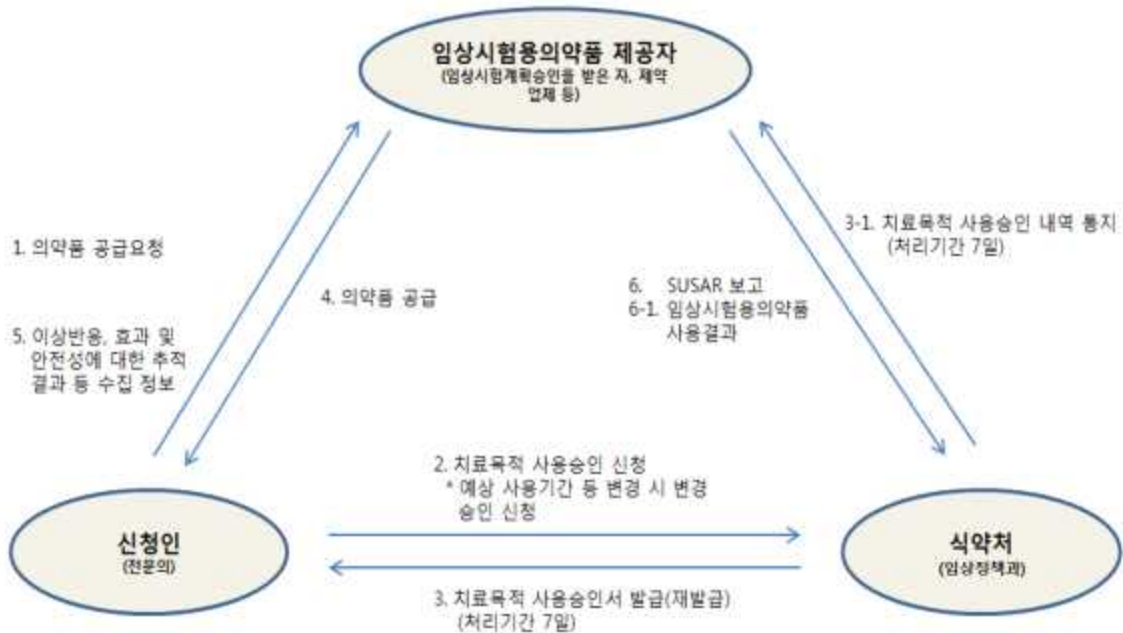 임상시험용의약품 제공자
(임상시험계획승인을 받은 자, 제약
업체 등)
1. 의약품 공급요청
3-1. 치료목적 사용승인 내역 통지
(처리기간 7일)
4. 의약품 공급
6. SUSAR 보고
6-1. 임상시험용의약품
사용결과
5. 이상반응, 효과 및
안전성에 대한 추적
결과 등 수집 정보
2. 치료목적 사용승인 신청
* 예상 사용기간 등 변경 시 변경
승인 신청
신청인
(전문의)
식약처
(임상정책과)
3. 치료목적 사용승인서 발급(재발급)
(처리기간 7일)